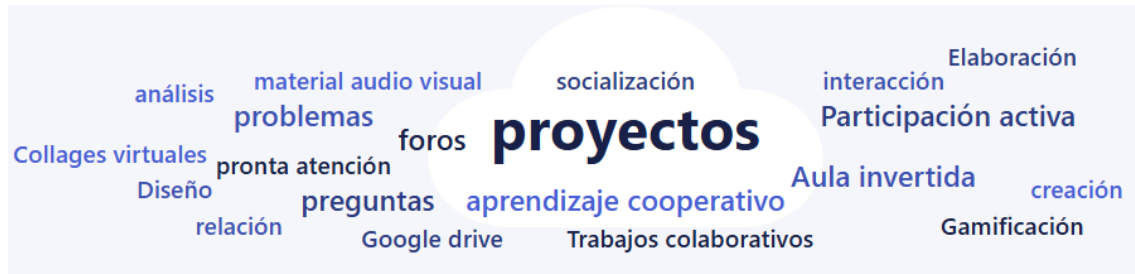 Elaboración
análisis
material audio visual
socialización
interacción
problemas
foros
proyectos
Participación activa
Collages virtuales
pronta atención
Diseño
preguntas
aprendizaje cooperativo
Aula invertida
creación
relación
Google drive
Trabajos colaborativos
Gamificación